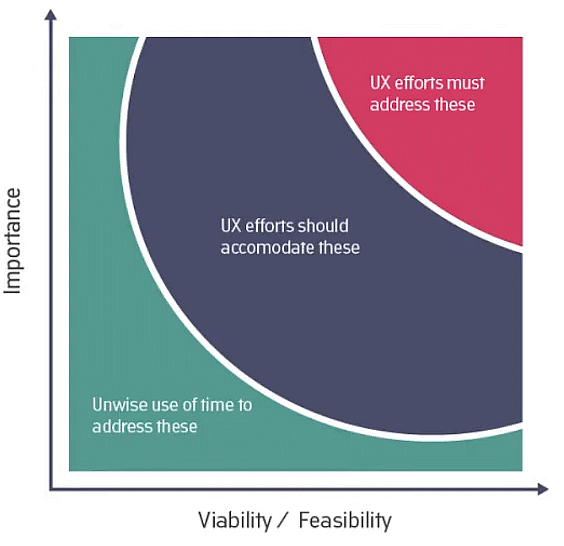 UX efforts must
address these
UX efforts should
accomodate these
Unwise use of time to
address these
Importance
Viability / Feasibility